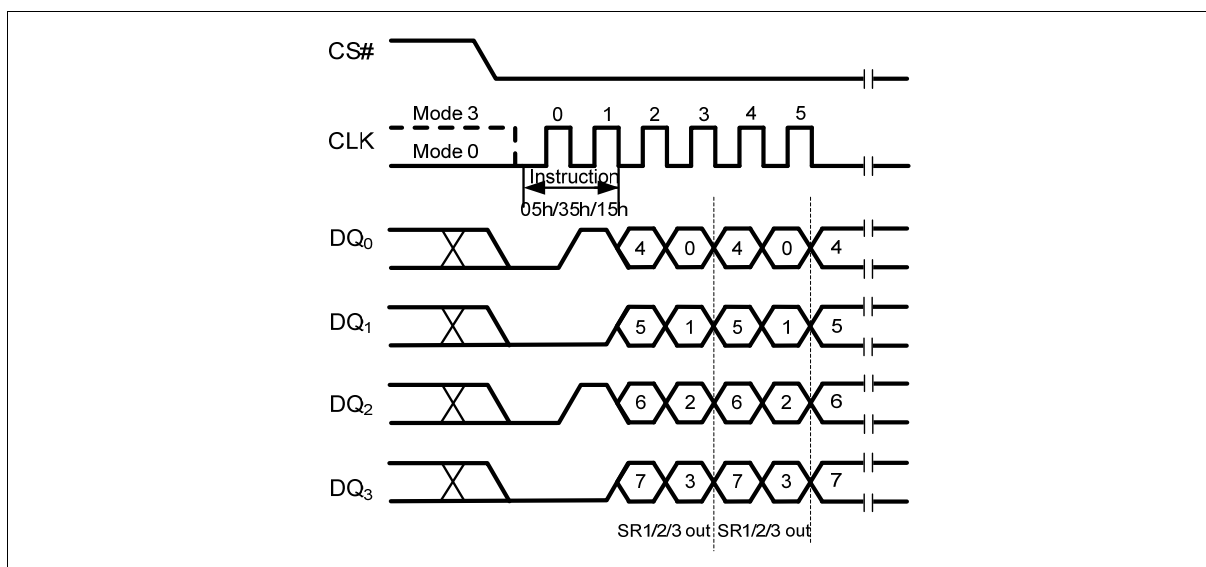 CS#
Mode 3
0 1 2 3 4 5
CLK
Mode 0
Instruction
05h/35h/15h
DQ0 4 0 4 0 4
DQ1 5 1 5 1 5
DQ2 6 2 6 2 6
DQ3 7 3 7 3 7
SR1/2/3 out SR1/2/3 out